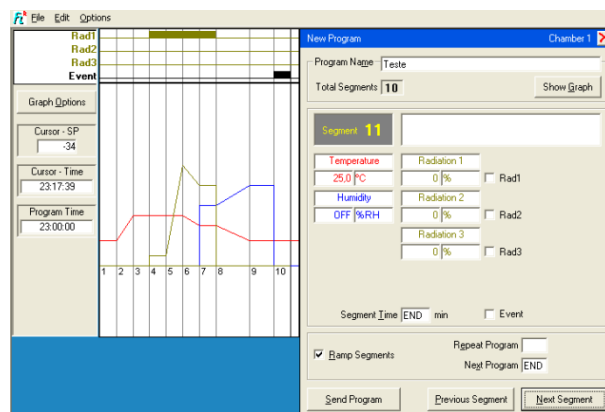 File Edit Options
Rad1
Rad2
Rad3
Event
Graph Options
Cursor - SP
-34
Cursor - Time
23:17:39
Program Time
23:00:00
1 2 3 4 5 6 7 8 9 10
New Program Chamber 1
Program Name Teste
Total Segments 10 Show Graph
Segment 11
Temperature Radiation 1
25,0 °C 0 % Rad1
Humidity Radiation 2
OFF %RH 0 % Rad2
Radiation 3
0 % Rad3
Segment Time END min Event
Ramp Segments
Repeat Program
Next Program END
Send Program Previous Segment Next Segment